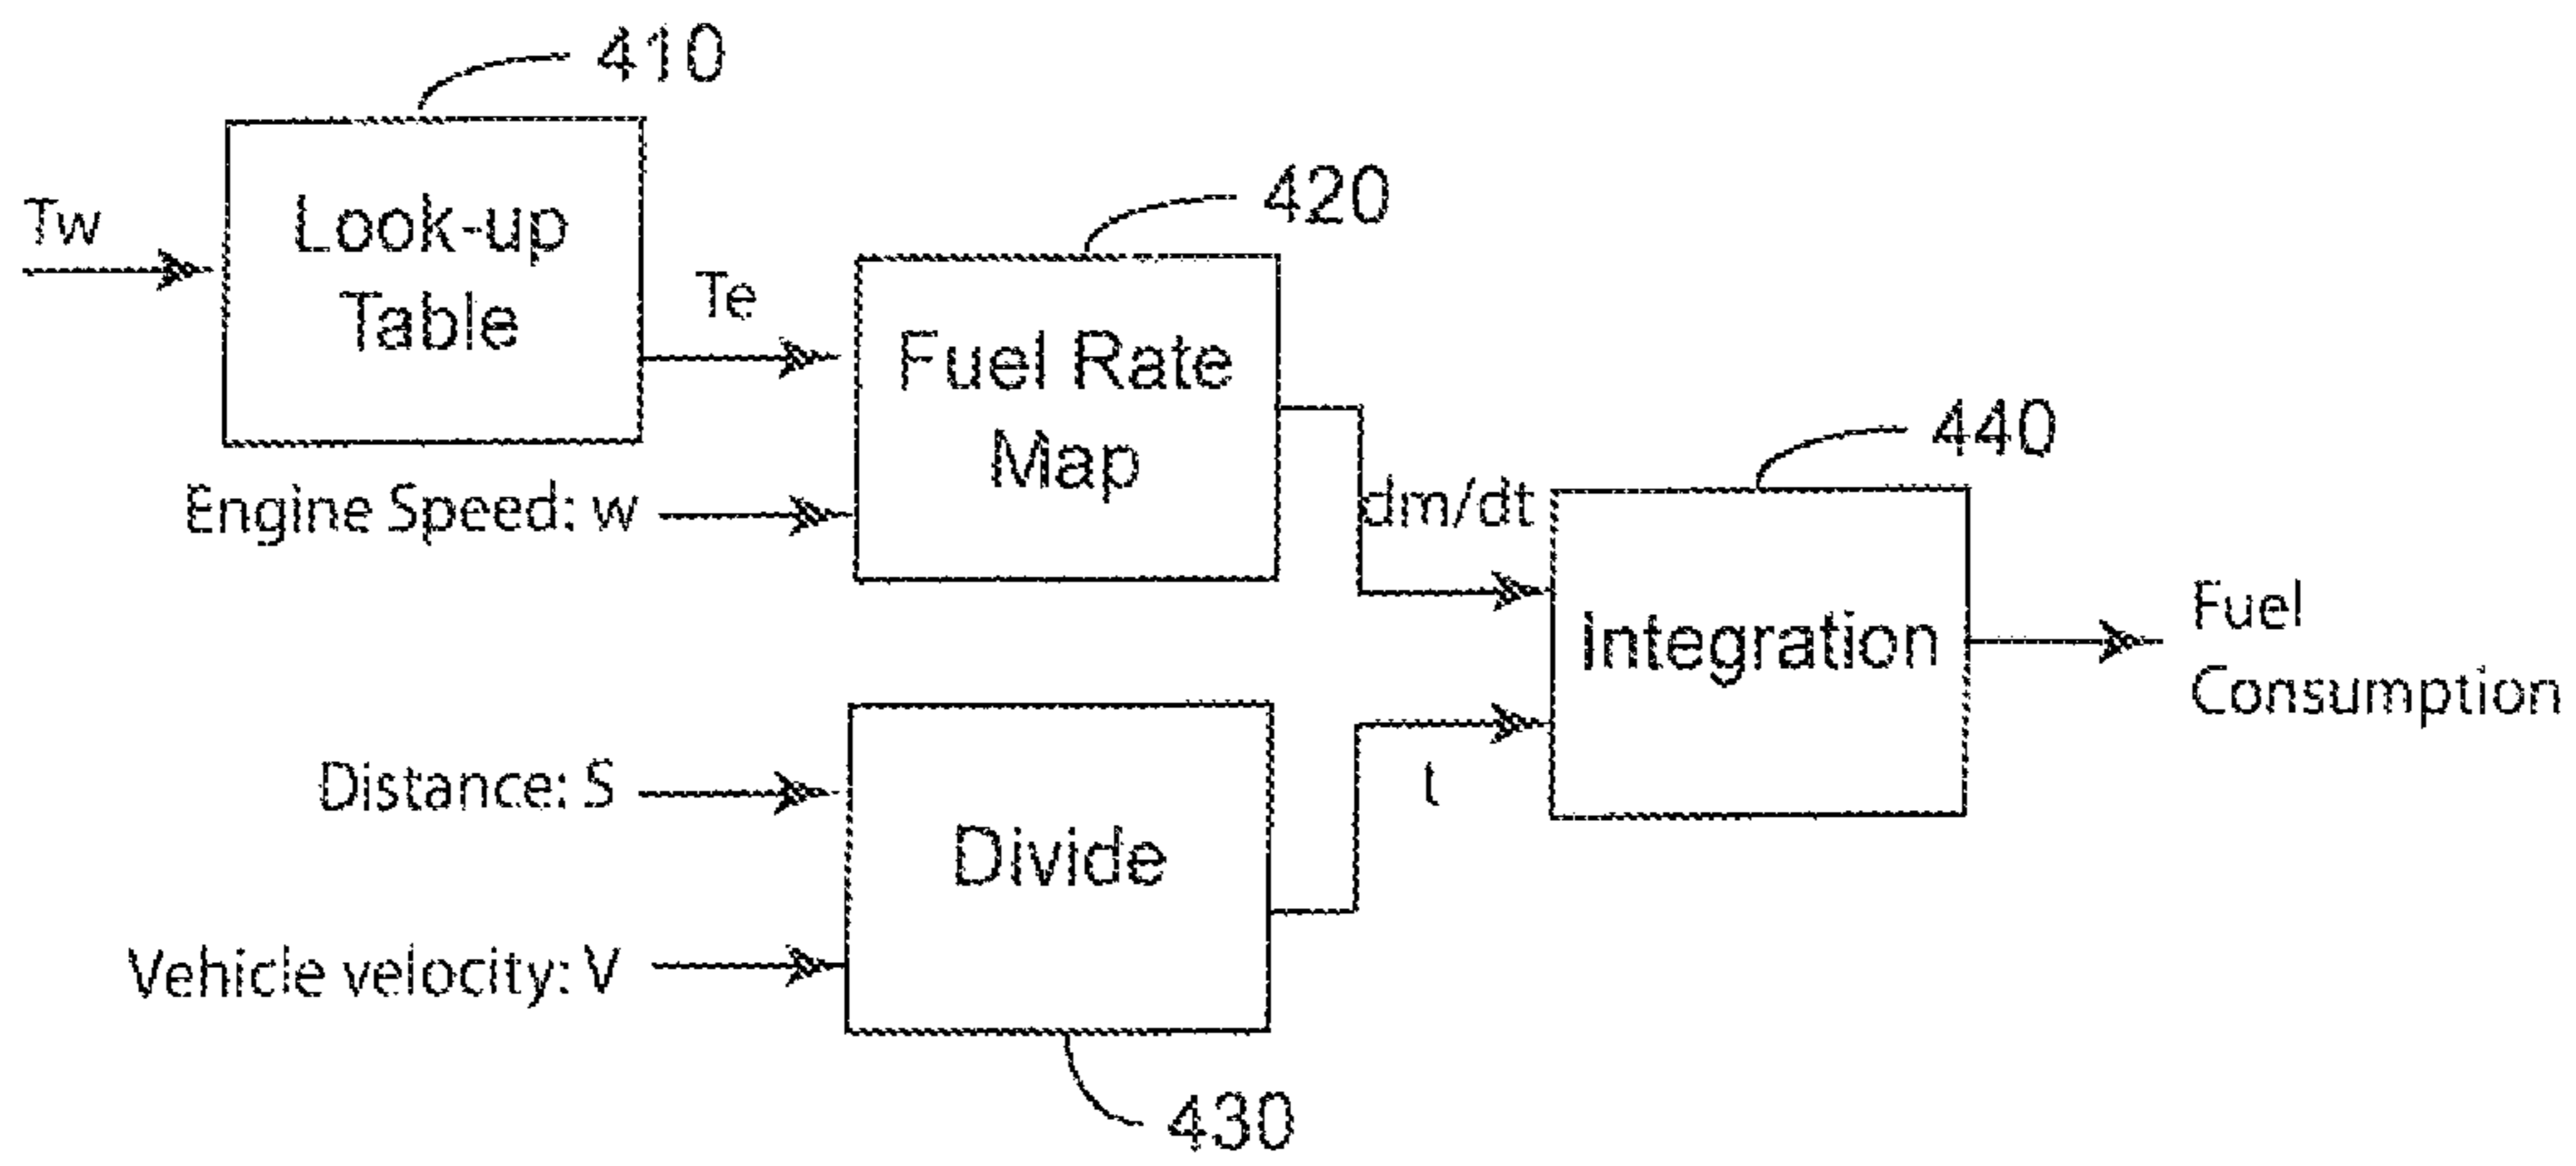 410
Tw
Look-up
Table
420
Te
Fuel Rate
Map
Engine Speed: w
440
dm/dt
Integration
Fuel
Consumption
Distance: S
t
Divide
Vehicle velocity: V
430